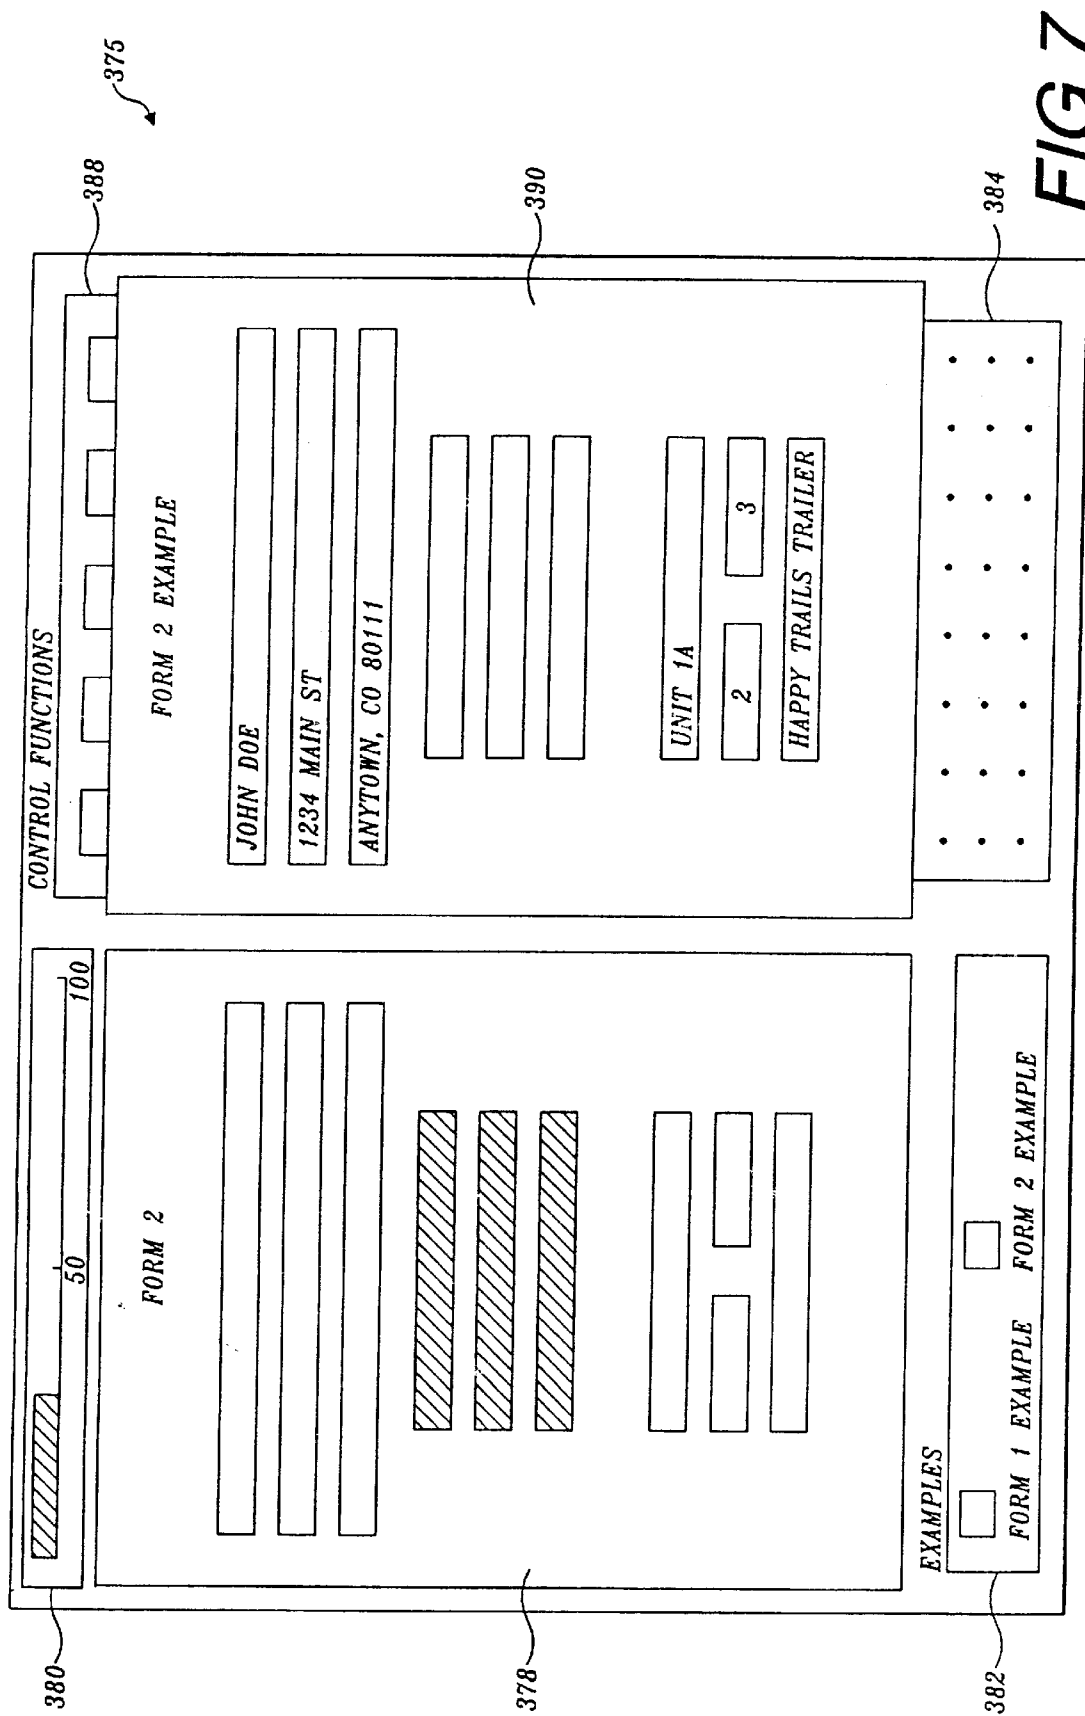 375
388
390
384
380
378
382
CONTROL FUNCTIONS
50
100
FORM 2
FORM 2 EXAMPLE
JOHN DOE
1234 MAIN ST
ANYTOWN, CO 80111
UNIT 1A
2
3
HAPPY TRAILS TRAILER
EXAMPLES
FORM 1 EXAMPLE
FORM 2 EXAMPLE
FIG 7